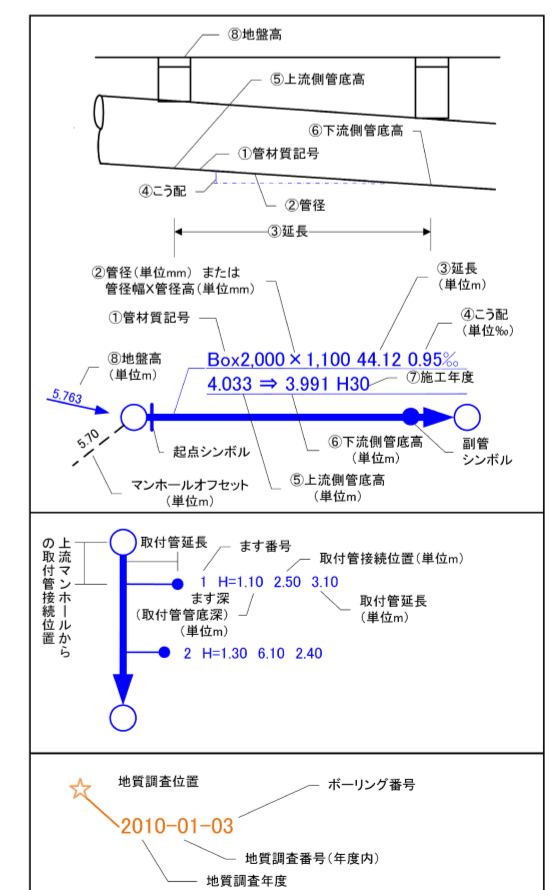 ⑧地盤高
⑤上流側管底高
⑥下流側管底高
①管材質記号
④こう配
②管径
③延長
②管径(単位mm) または
管径幅X管径高(単位mm)
③延長
(単位m)
①管材質記号
④こう配
(単位‰)
⑧地盤高
(単位m)
Box2,000×1,100 44.12 0.95‰
4.033 ⇒ 3.991 H30
⑦施工年度
5.763
5.70
起点シンボル
⑥下流側管底高
(単位m)
副管
シンボル
マンホールオフセット
(単位m)
⑤上流側管底高
(単位m)
上流マンホールから
の取付管接続位置
取付管延長
ます番号
取付管接続位置(単位m)
1 H=1.10 2.50 3.10
ます深
(取付管管底深)
(単位m)
取付管延長
(単位m)
2 H=1.30 6.10 2.40
地質調査位置
ボーリング番号
2010-01-03
地質調査番号(年度内)
地質調査年度